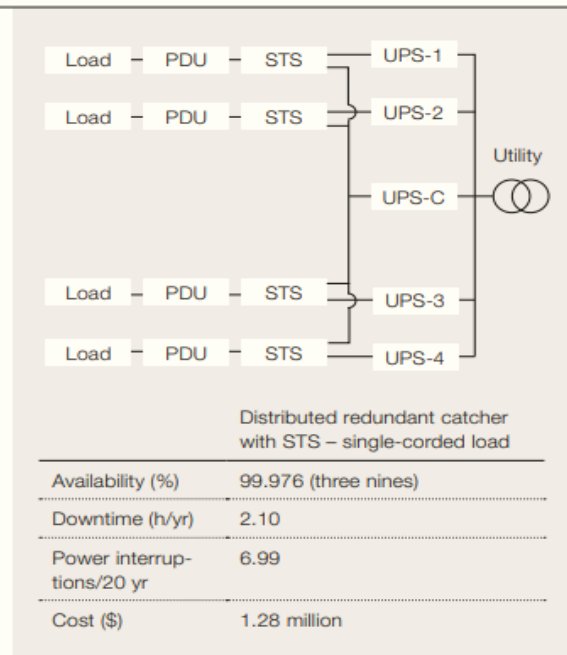 Load PDU STS UPS-1
Load PDU STS UPS-2
Utility
UPS-C
Load PDU STS UPS-3
Load PDU STS UPS-4
Distributed redundant catcher
with STS – single-corded load
Availability (%) 99.976 (three nines)
Downtime (h/yr) 2.10
Power interrup- 6.99
tions/20 yr
Cost ($) 1.28 million